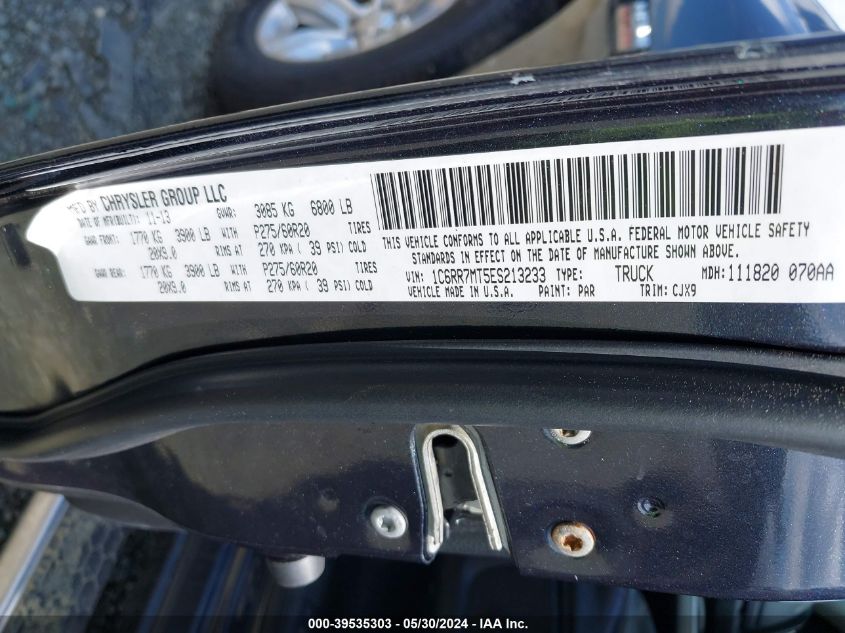 MFD BY CHRYSLER GROUP LLC
DATE OF MFR(BUILT): 11-13 GVWR: 3085 KG 6800 LB
GAWR FRONT: 1770 KG 3900 LB WITH P275/60R20 TIRES
20X9.0 RIMS AT 270 KPA ( 39 PSI) COLD
GAWR REAR: 1770 KG 3900 LB WITH P275/60R20 TIRES
20X9.0 RIMS AT 270 KPA ( 39 PSI) COLD
THIS VEHICLE CONFORMS TO ALL APPLICABLE U.S.A. FEDERAL MOTOR VEHICLE SAFETY
STANDARDS IN EFFECT ON THE DATE OF MANUFACTURE SHOWN ABOVE.
VIN: 1C6RR7MT5ES213233 TYPE: TRUCK MDH: 111820 070AA
VEHICLE MADE IN U.S.A. PAINT: PAR TRIM: CJX9
000-39535303 - 05/30/2024 - IAA Inc.